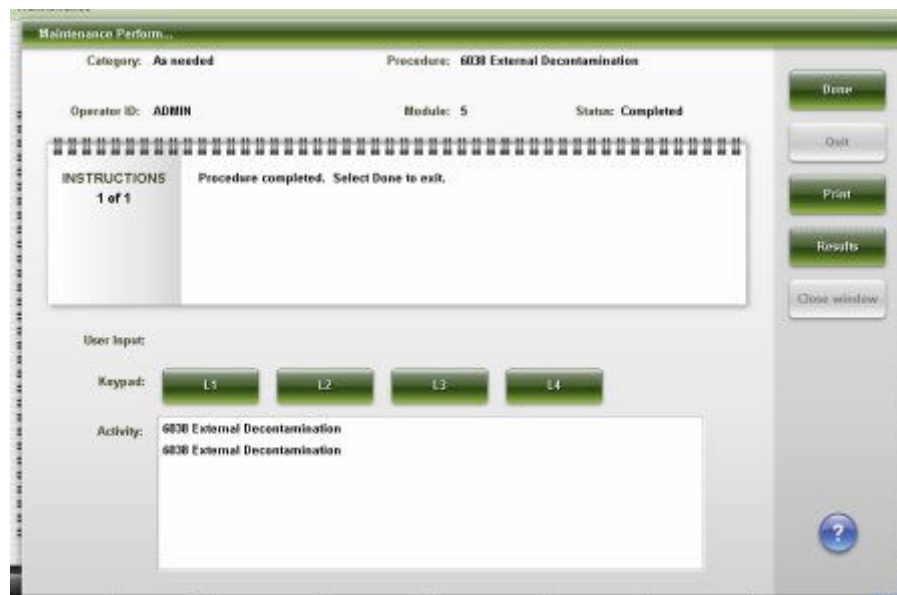 Maintenance Perform...
Category: As needed
Procedure: 6038 External Decontamination
Operator ID: ADMIN
Module: 5
Status: Completed
INSTRUCTIONS
1 of 1
Procedure completed. Select Done to exit.
User Input:
Keypad:
L1
L2
L3
L4
Activity:
6038 External Decontamination
6038 External Decontamination
Done
Quit
Print
Results
Close window
?